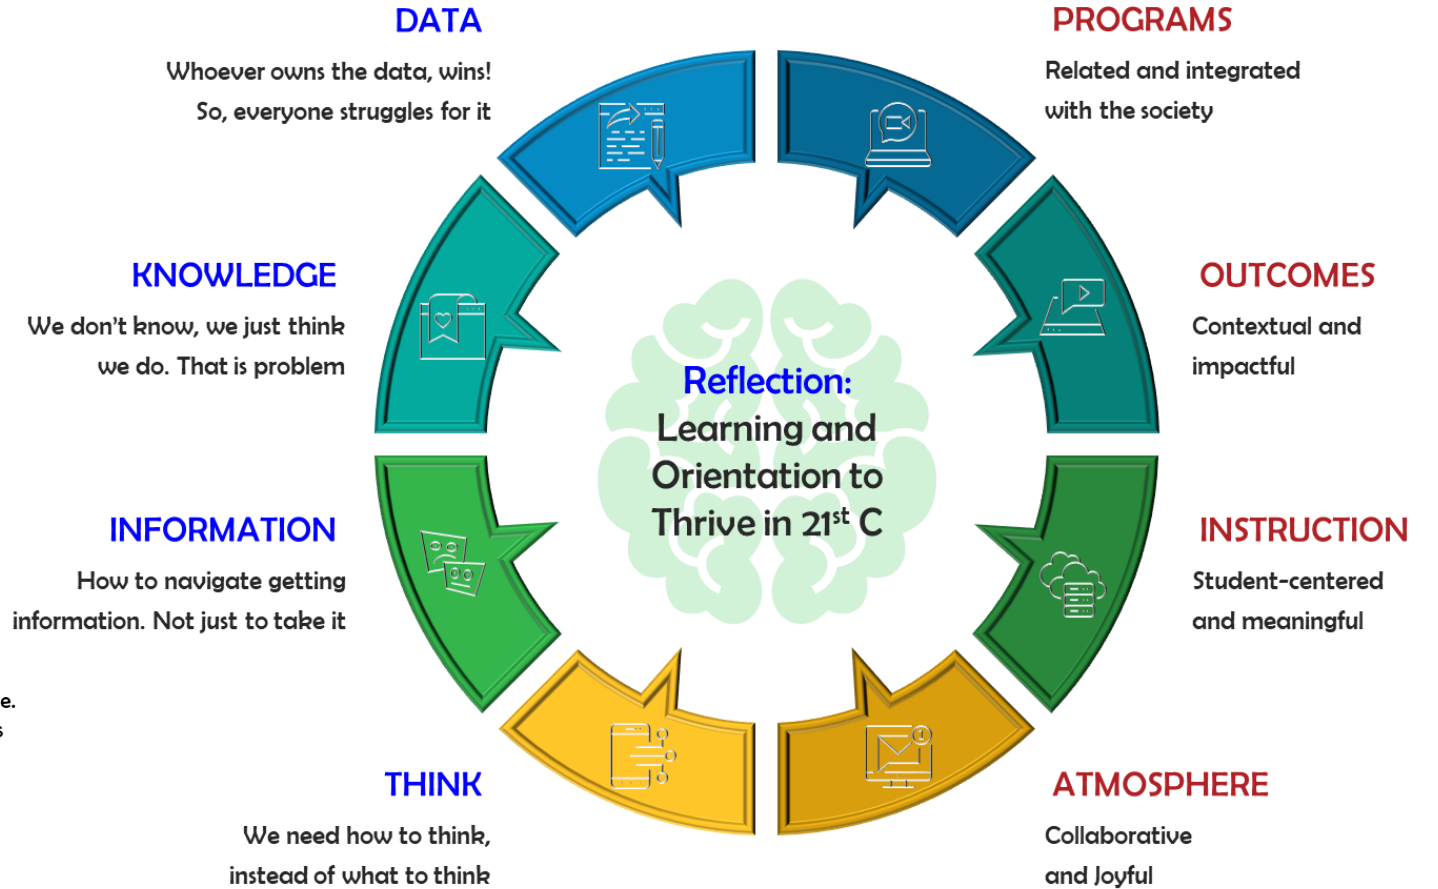 DATA
Whoever owns the data, wins!
So, everyone struggles for it
KNOWLEDGE
We don't know, we just think
we do. That is problem
INFORMATION
How to navigate getting
information. Not just to take it
e.
s
THINK
We need how to think,
instead of what to think
Reflection:
Learning and
Orientation to
Thrive in 21st C
PROGRAMS
Related and integrated
with the society
OUTCOMES
Contextual and
impactful
INSTRUCTION
Student-centered
and meaningful
1
ATMOSPHERE
Collaborative
and Joyful